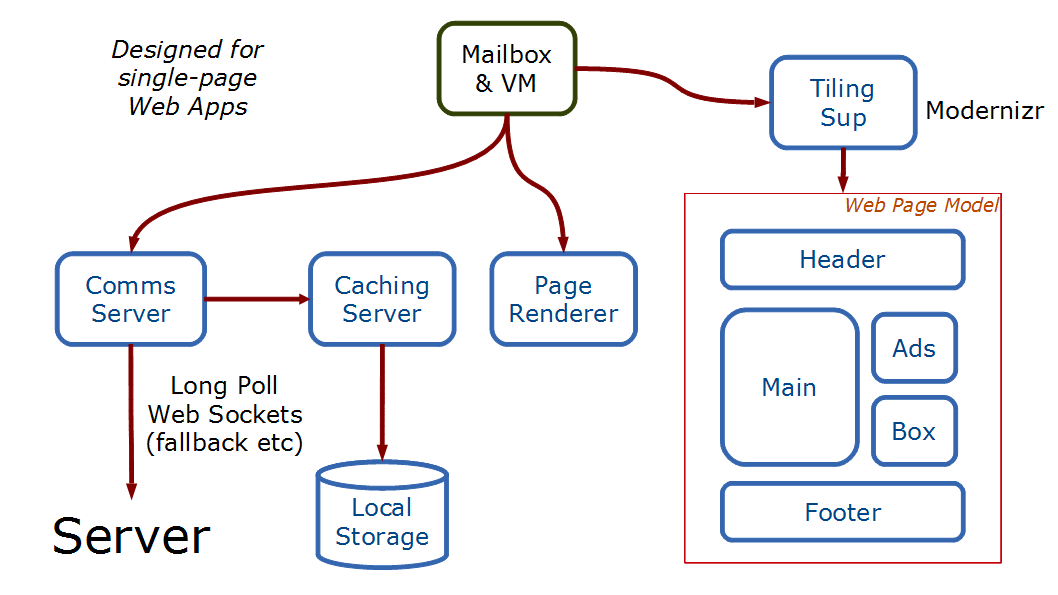 Designed for
single-page
Web Apps
Mailbox
& VM
Tiling
Sup
Modernizr
Web Page Model
Comms
Server
Caching
Server
Page
Renderer
Header
Main
Ads
Box
Footer
Long Poll
Web Sockets
(fallback etc)
Server
Local
Storage